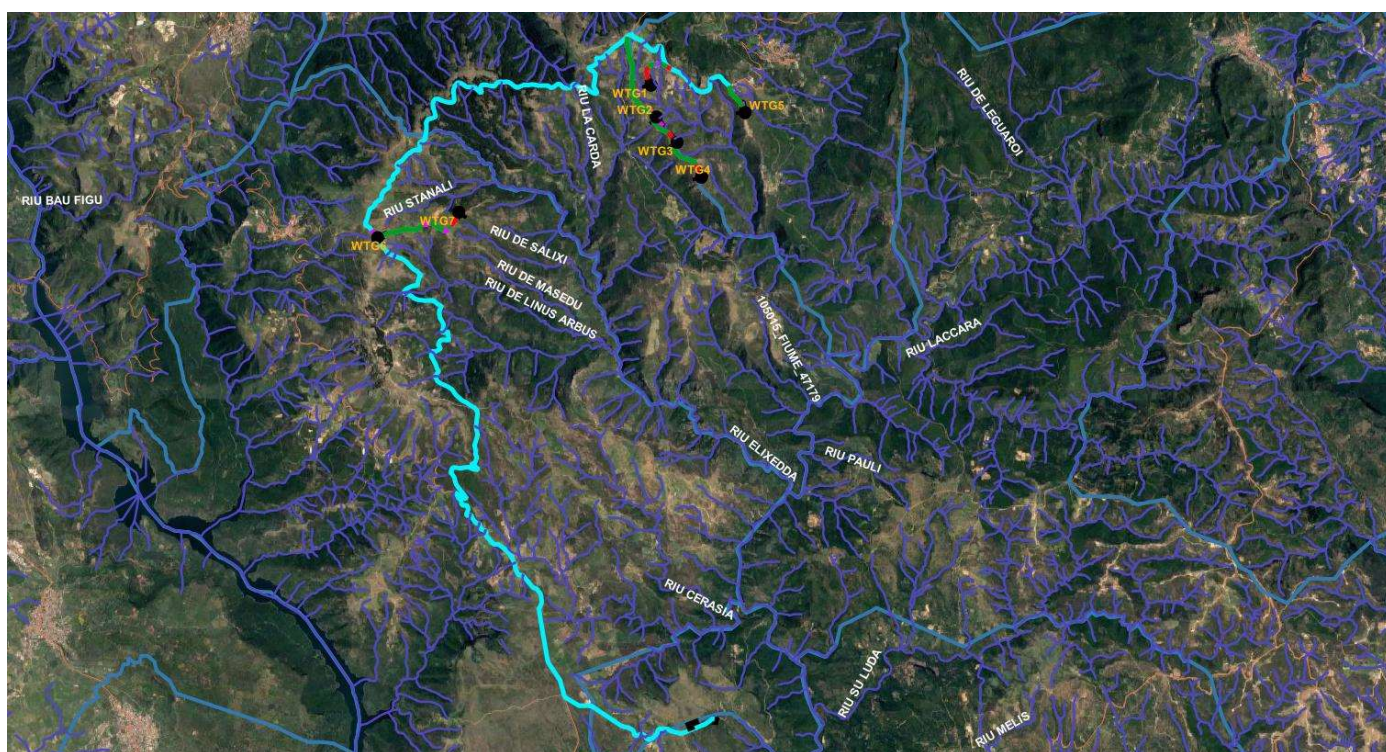 WTG1
WTG5
WTG2
WTG3
WTG4
RIU LA CARDA
RIU DE LEGUAROI
RIU BAU FIGU
RIU STANALI
WTG7
WTG6
RIU DE SALIXI
RIU DE MASEDU
RIU DE LINUS ARBUS
105015_FIUME_47179
RIU LACCARA
RIU ELIXEDDA
RIU PAULI
RIU CERASIA
RIU SU LUDA
RIU MELIS